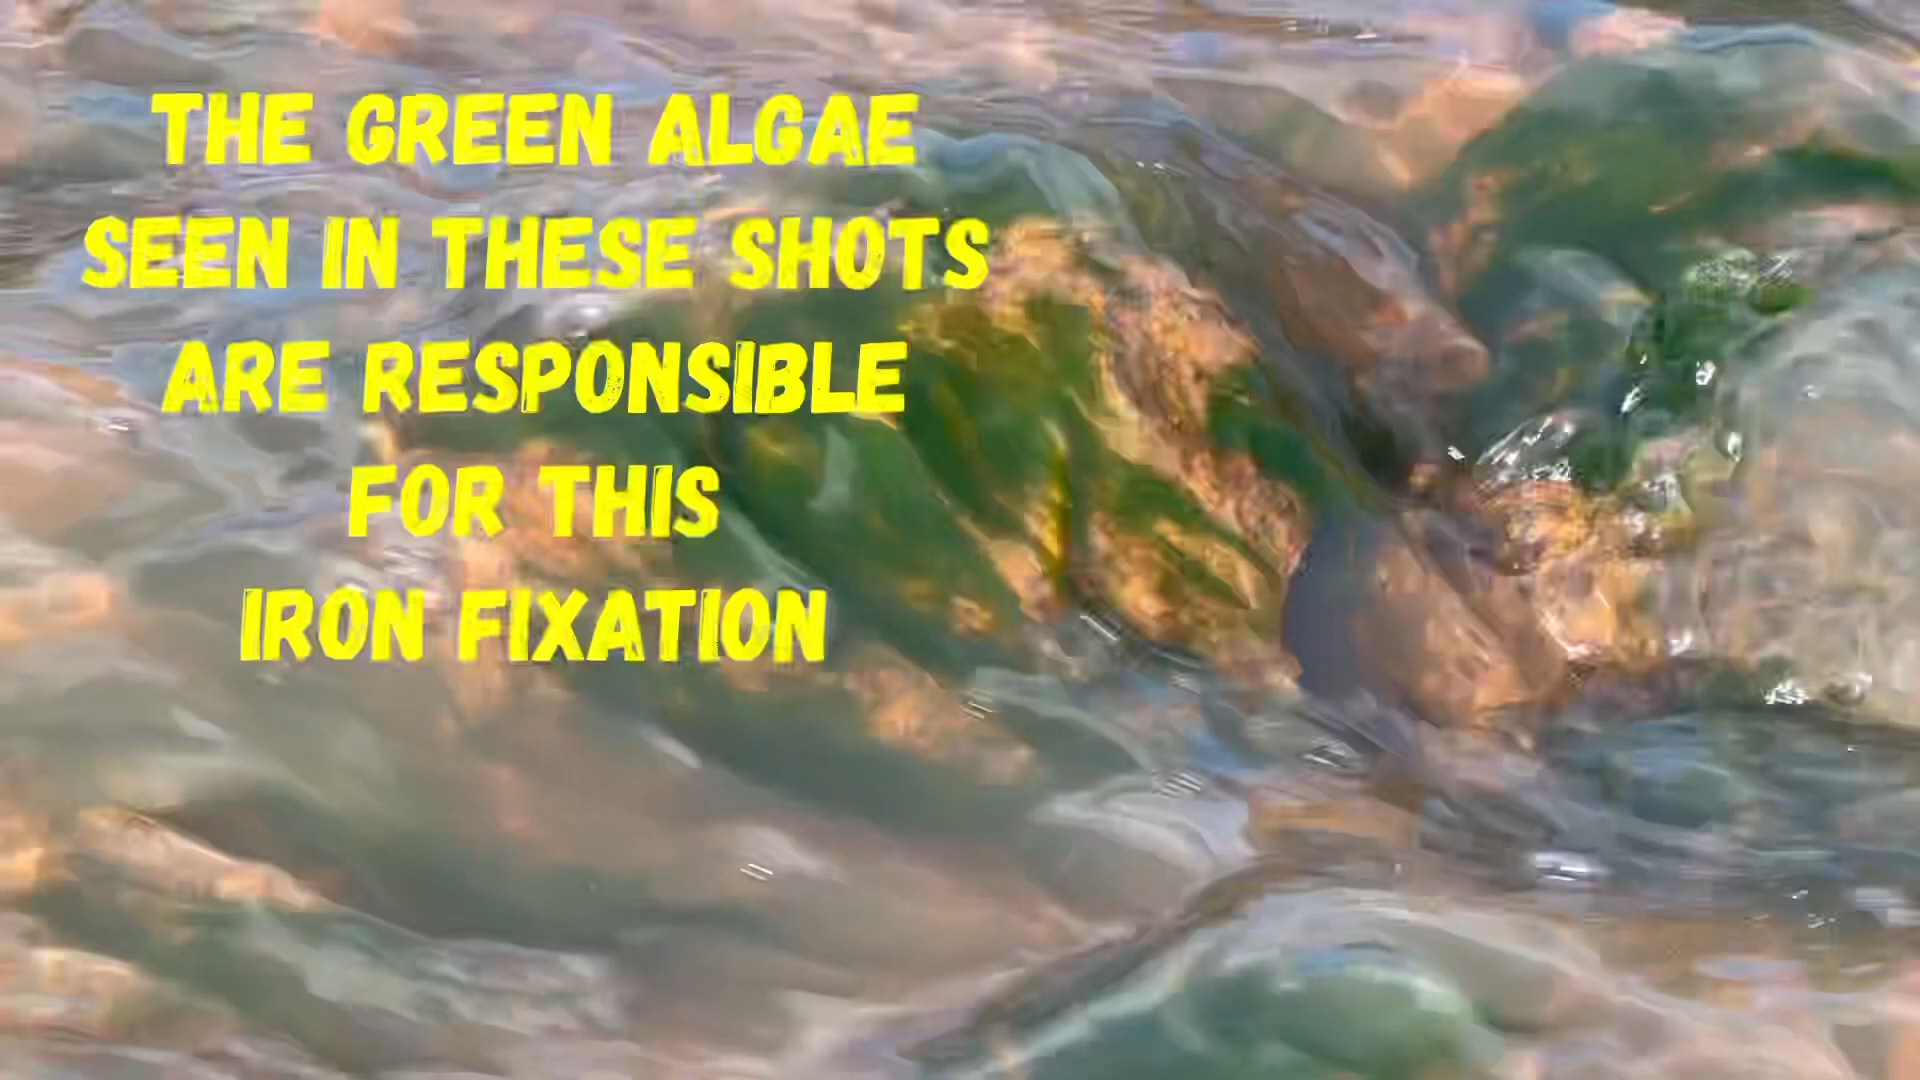 THE GREEN ALGAE
SEEN IN THESE SHOTS
ARE RESPONSIBLE
FOR THIS
IRON FIXATION